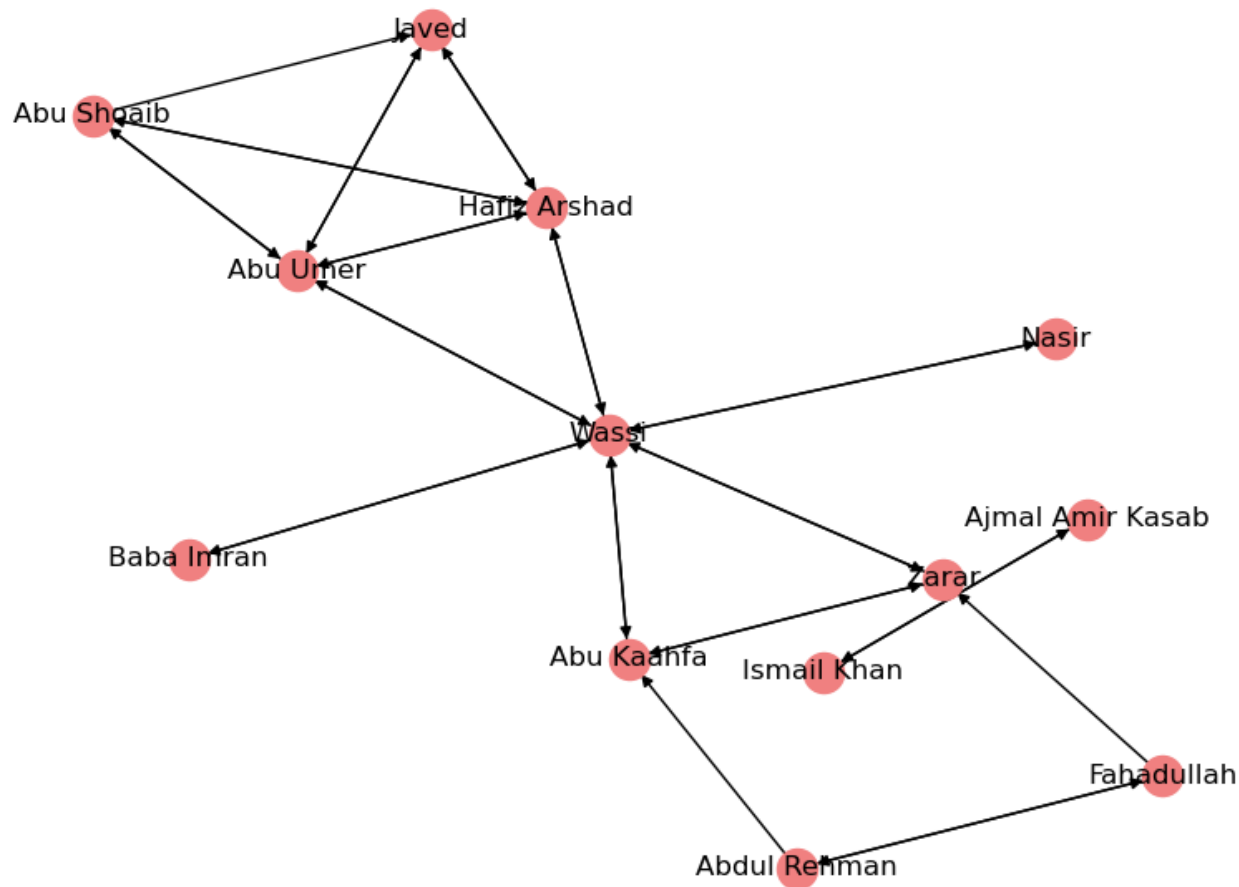 Javed
Abu Shoaib
Hafiz Arshad
Abu Umer
Nasir
Wassi
Ajmal Amir Kasab
Baba Imran
Zarar
Abu Kaahfa
Ismail Khan
Fahadullah
Abdul Rehman